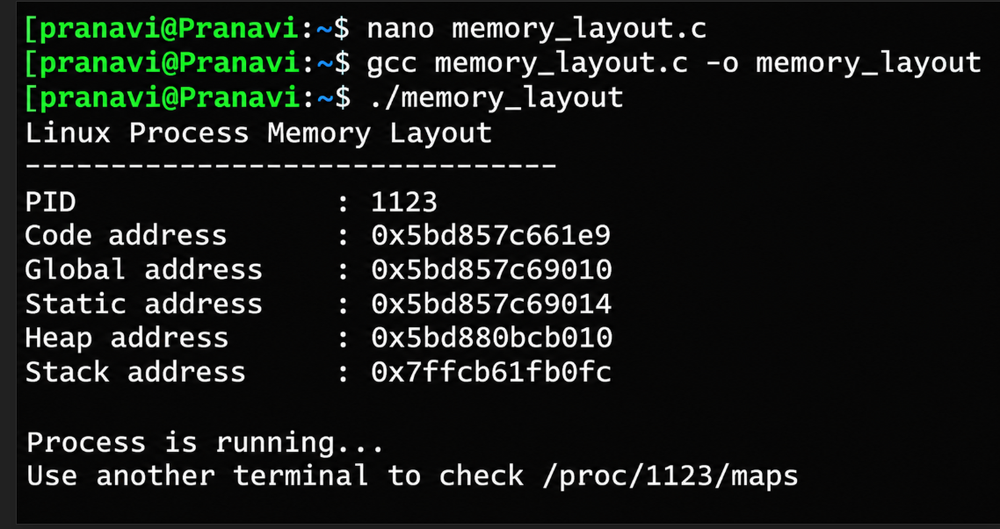 [pranavi@Pranavi:~$ nano memory_layout.c
[pranavi@Pranavi:~$ gcc memory_layout.c -o memory_layout
[pranavi@Pranavi:~$ ./memory_layout
Linux Process Memory Layout
-------------------------------
PID                : 1123
Code address       : 0x5bd857c661e9
Global address     : 0x5bd857c69010
Static address     : 0x5bd857c69014
Heap address       : 0x5bd880bcb010
Stack address      : 0x7ffcb61fb0fc

Process is running...
Use another terminal to check /proc/1123/maps